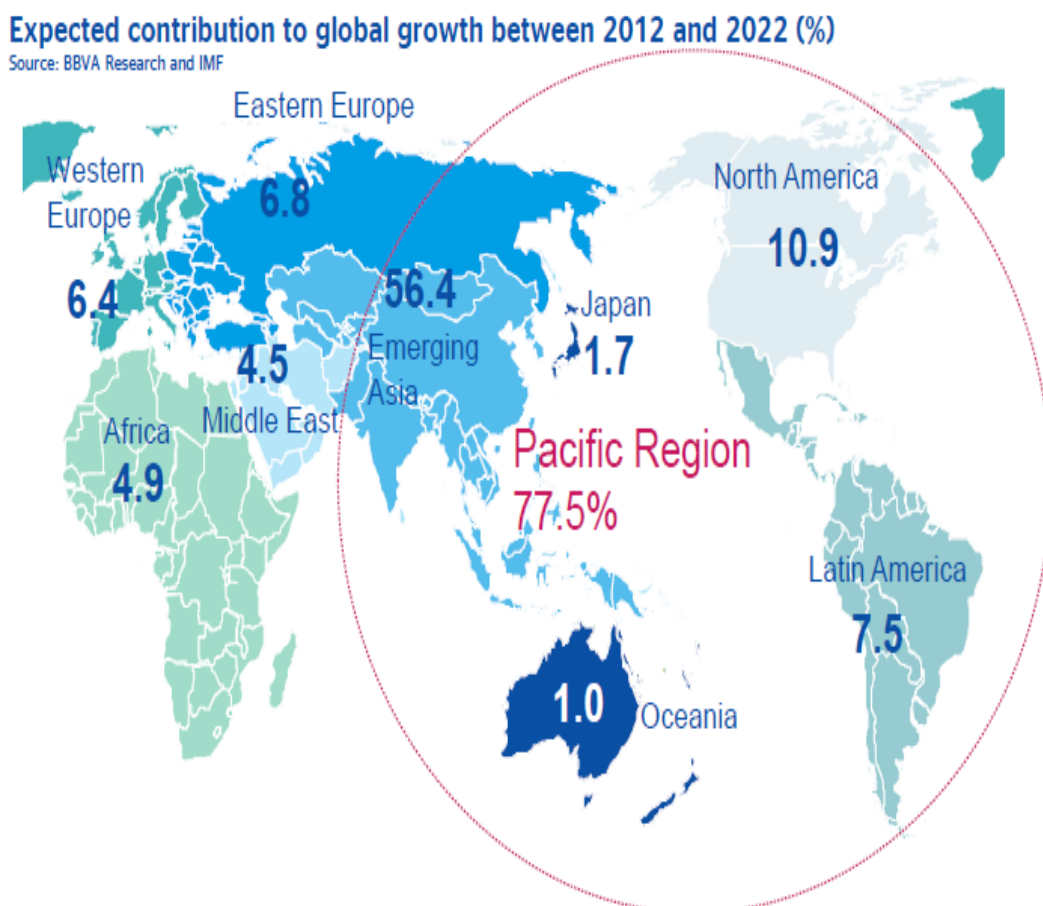 Expected contribution to global growth between 2012 and 2022 (%)
Source: BBVA Research and IMF
Eastern Europe
6.8
Western
Europe
6.4
North America
10.9
56.4
Emerging
Asia
Japan
1.7
4.5
Middle East
Africa
4.9
Pacific Region
77.5%
Latin America
7.5
1.0
Oceania